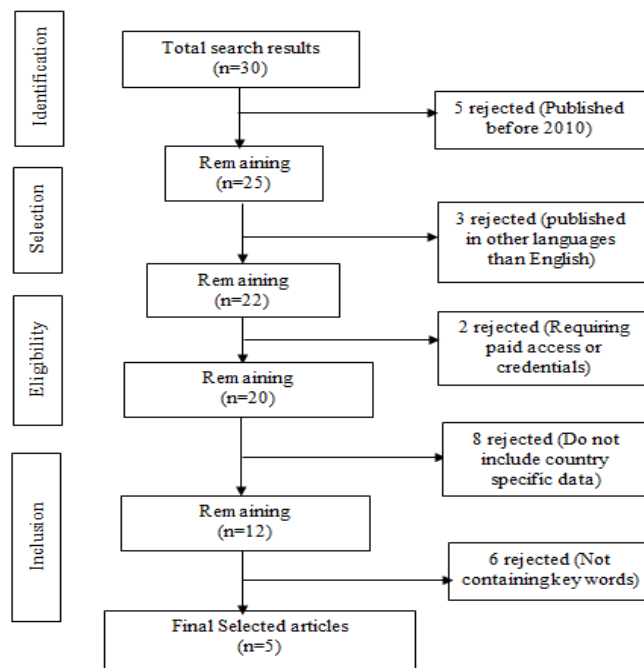 Identification
Total search results
(n=30)
5 rejected (Published
before 2010)
Remaining
(n=25)
Selection
3 rejected (published
in other languages
than English)
Remaining
(n=22)
Eligibility
2 rejected (Requiring
paid access or
credentials)
Remaining
(n=20)
8 rejected (Do not
include country
specific data)
Inclusion
Remaining
(n=12)
6 rejected (Not
containing key words)
Final Selected articles
(n=5)